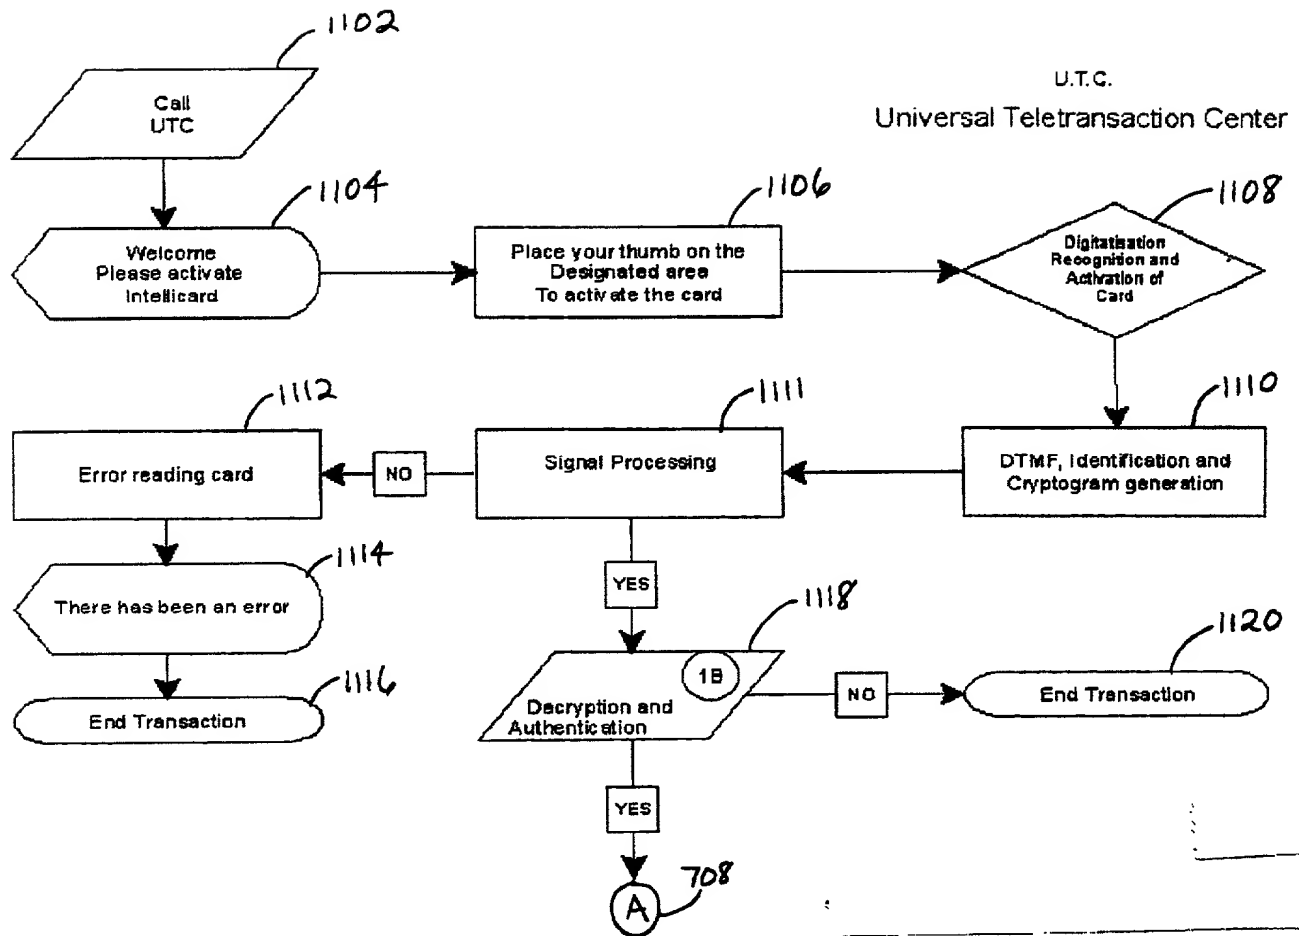 1102
Call
UTC
U.T.C.
Universal Teletransaction Center
1104
Welcome
Please activate
Intellicard
1106
Place your thumb on the
Designated area
To activate the card
1108
Digitatisation
Recognition and
Activation of
Card
1112
Error reading card
NO
1111
Signal Processing
1110
DTMF, Identification and
Cryptogram generation
1114
There has been an error
YES
1116
End Transaction
1118
1B
Decryption and
Authentication
NO
1120
End Transaction
YES
708
A